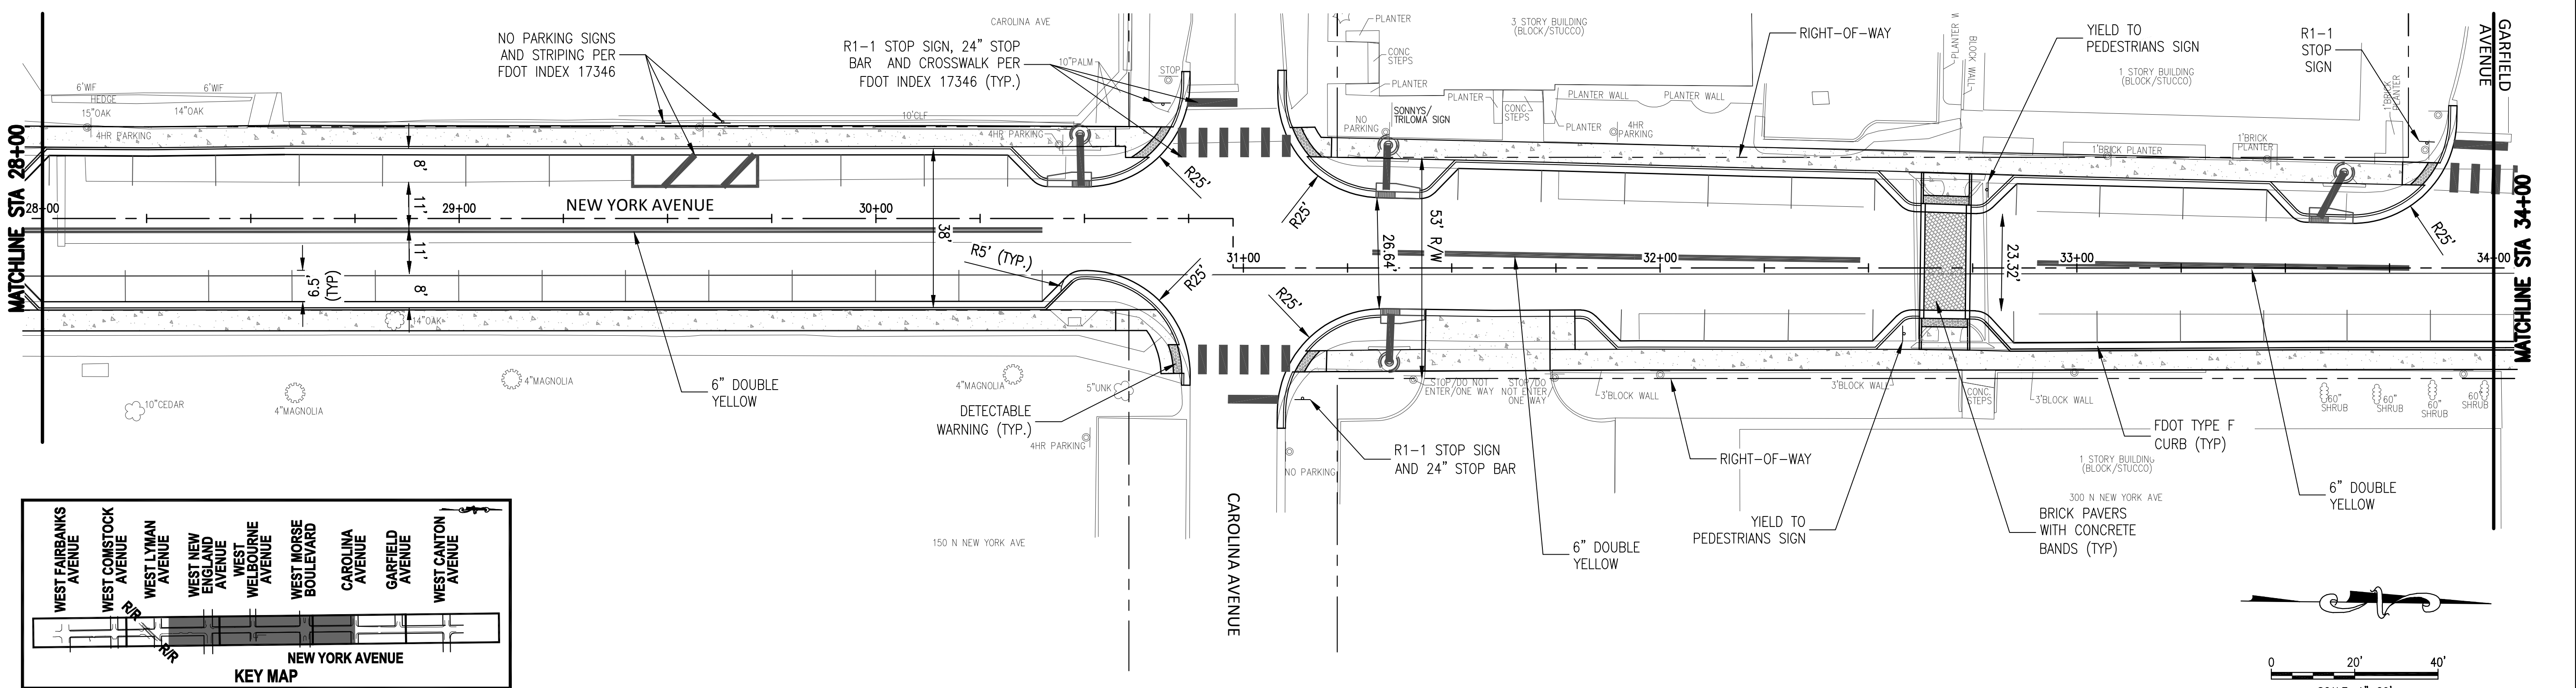 CAROLINA AVE
NO PARKING SIGNS
AND STRIPING PER
FDOT INDEX 17346
R1-1 STOP SIGN, 24" STOP
BAR AND CROSSWALK PER
FDOT INDEX 17346 (TYP.)
10"PALM
STOP
6'WIF
6'WIF
HEDGE
15"OAK
14"OAK
4HR PARKING
10'CLF
4HR PARKING
PLANTER
CONC
STEPS
PLANTER
3 STORY BUILDING
(BLOCK/STUCCO)
RIGHT-OF-WAY
BLOCK WALL
YIELD TO
PEDESTRIANS SIGN
1 STORY BUILDING
(BLOCK/STUCCO)
R1-1
STOP
SIGN
GARFIELD
AVENUE
NO
PARKING
SONNYS/
TRILOMA SIGN
PLANTER
CONC
STEPS
PLANTER
PLANTER WALL
PLANTER WALL
4HR
PARKING
1'BRICK PLANTER
1'BRICK
PLANTER
1'BRICK
PLANTER
MATCHLINE STA 28+00
28+00
29+00
NEW YORK AVENUE
30+00
31+00
32+00
33+00
34+00
MATCHLINE STA 34+00
8'
11'
11'
8'
6.5'
(TYP)
38'
R5' (TYP.)
R25'
R25'
R25'
R25'
R25'
26.64'
53' R/W
23.32'
14"OAK
10"CEDAR
4"MAGNOLIA
4"MAGNOLIA
6" DOUBLE
YELLOW
4"MAGNOLIA
5"UNK
DETECTABLE
WARNING (TYP.)
4HR PARKING
150 N NEW YORK AVE
CAROLINA AVENUE
NO PARKING
R1-1 STOP SIGN
AND 24" STOP BAR
STOP/DO NOT
ENTER/ONE WAY
STOP/DO
NOT ENTER/
ONE WAY
3'BLOCK WALL
RIGHT-OF-WAY
6" DOUBLE
YELLOW
3'BLOCK WALL
YIELD TO
PEDESTRIANS SIGN
CONC
STEPS
3'BLOCK WALL
BRICK PAVERS
WITH CONCRETE
BANDS (TYP)
FDOT TYPE F
CURB (TYP)
1 STORY BUILDING
(BLOCK/STUCCO)
300 N NEW YORK AVE
60"
SHRUB
60"
SHRUB
60"
SHRUB
60"
SHRUB
6" DOUBLE
YELLOW
WEST FAIRBANKS
AVENUE
WEST COMSTOCK
AVENUE
WEST LYMAN
AVENUE
WEST NEW
ENGLAND
AVENUE
WEST
WELBOURNE
AVENUE
WEST MORSE
BOULEVARD
CAROLINA
AVENUE
GARFIELD
AVENUE
WEST CANTON
AVENUE
R/R
R/R
NEW YORK AVENUE
KEY MAP
0 20' 40'